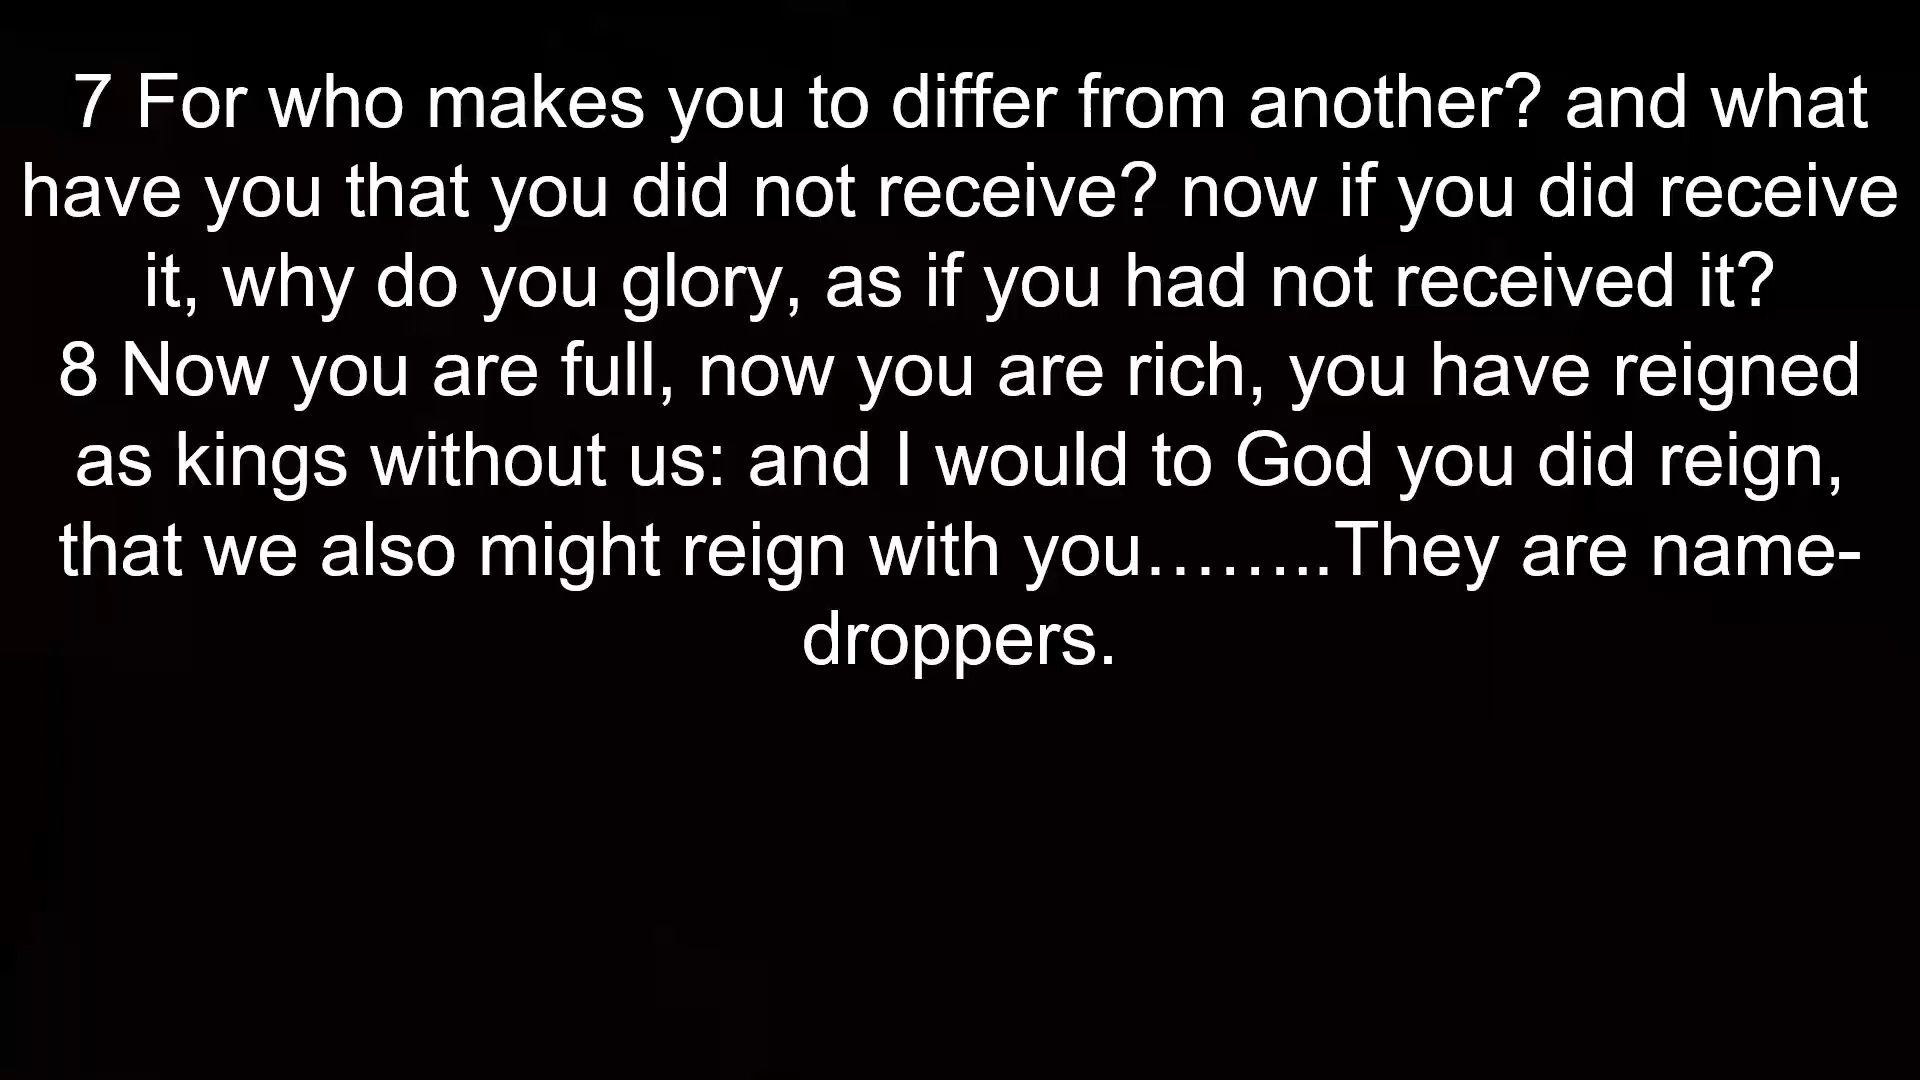 7 For who makes you to differ from another? and what
have you that you did not receive? now if you did receive
it, why do you glory, as if you had not received it?
8 Now you are full, now you are rich, you have reigned
as kings without us: and I would to God you did reign,
that we also might reign with you……..They are name-
droppers.